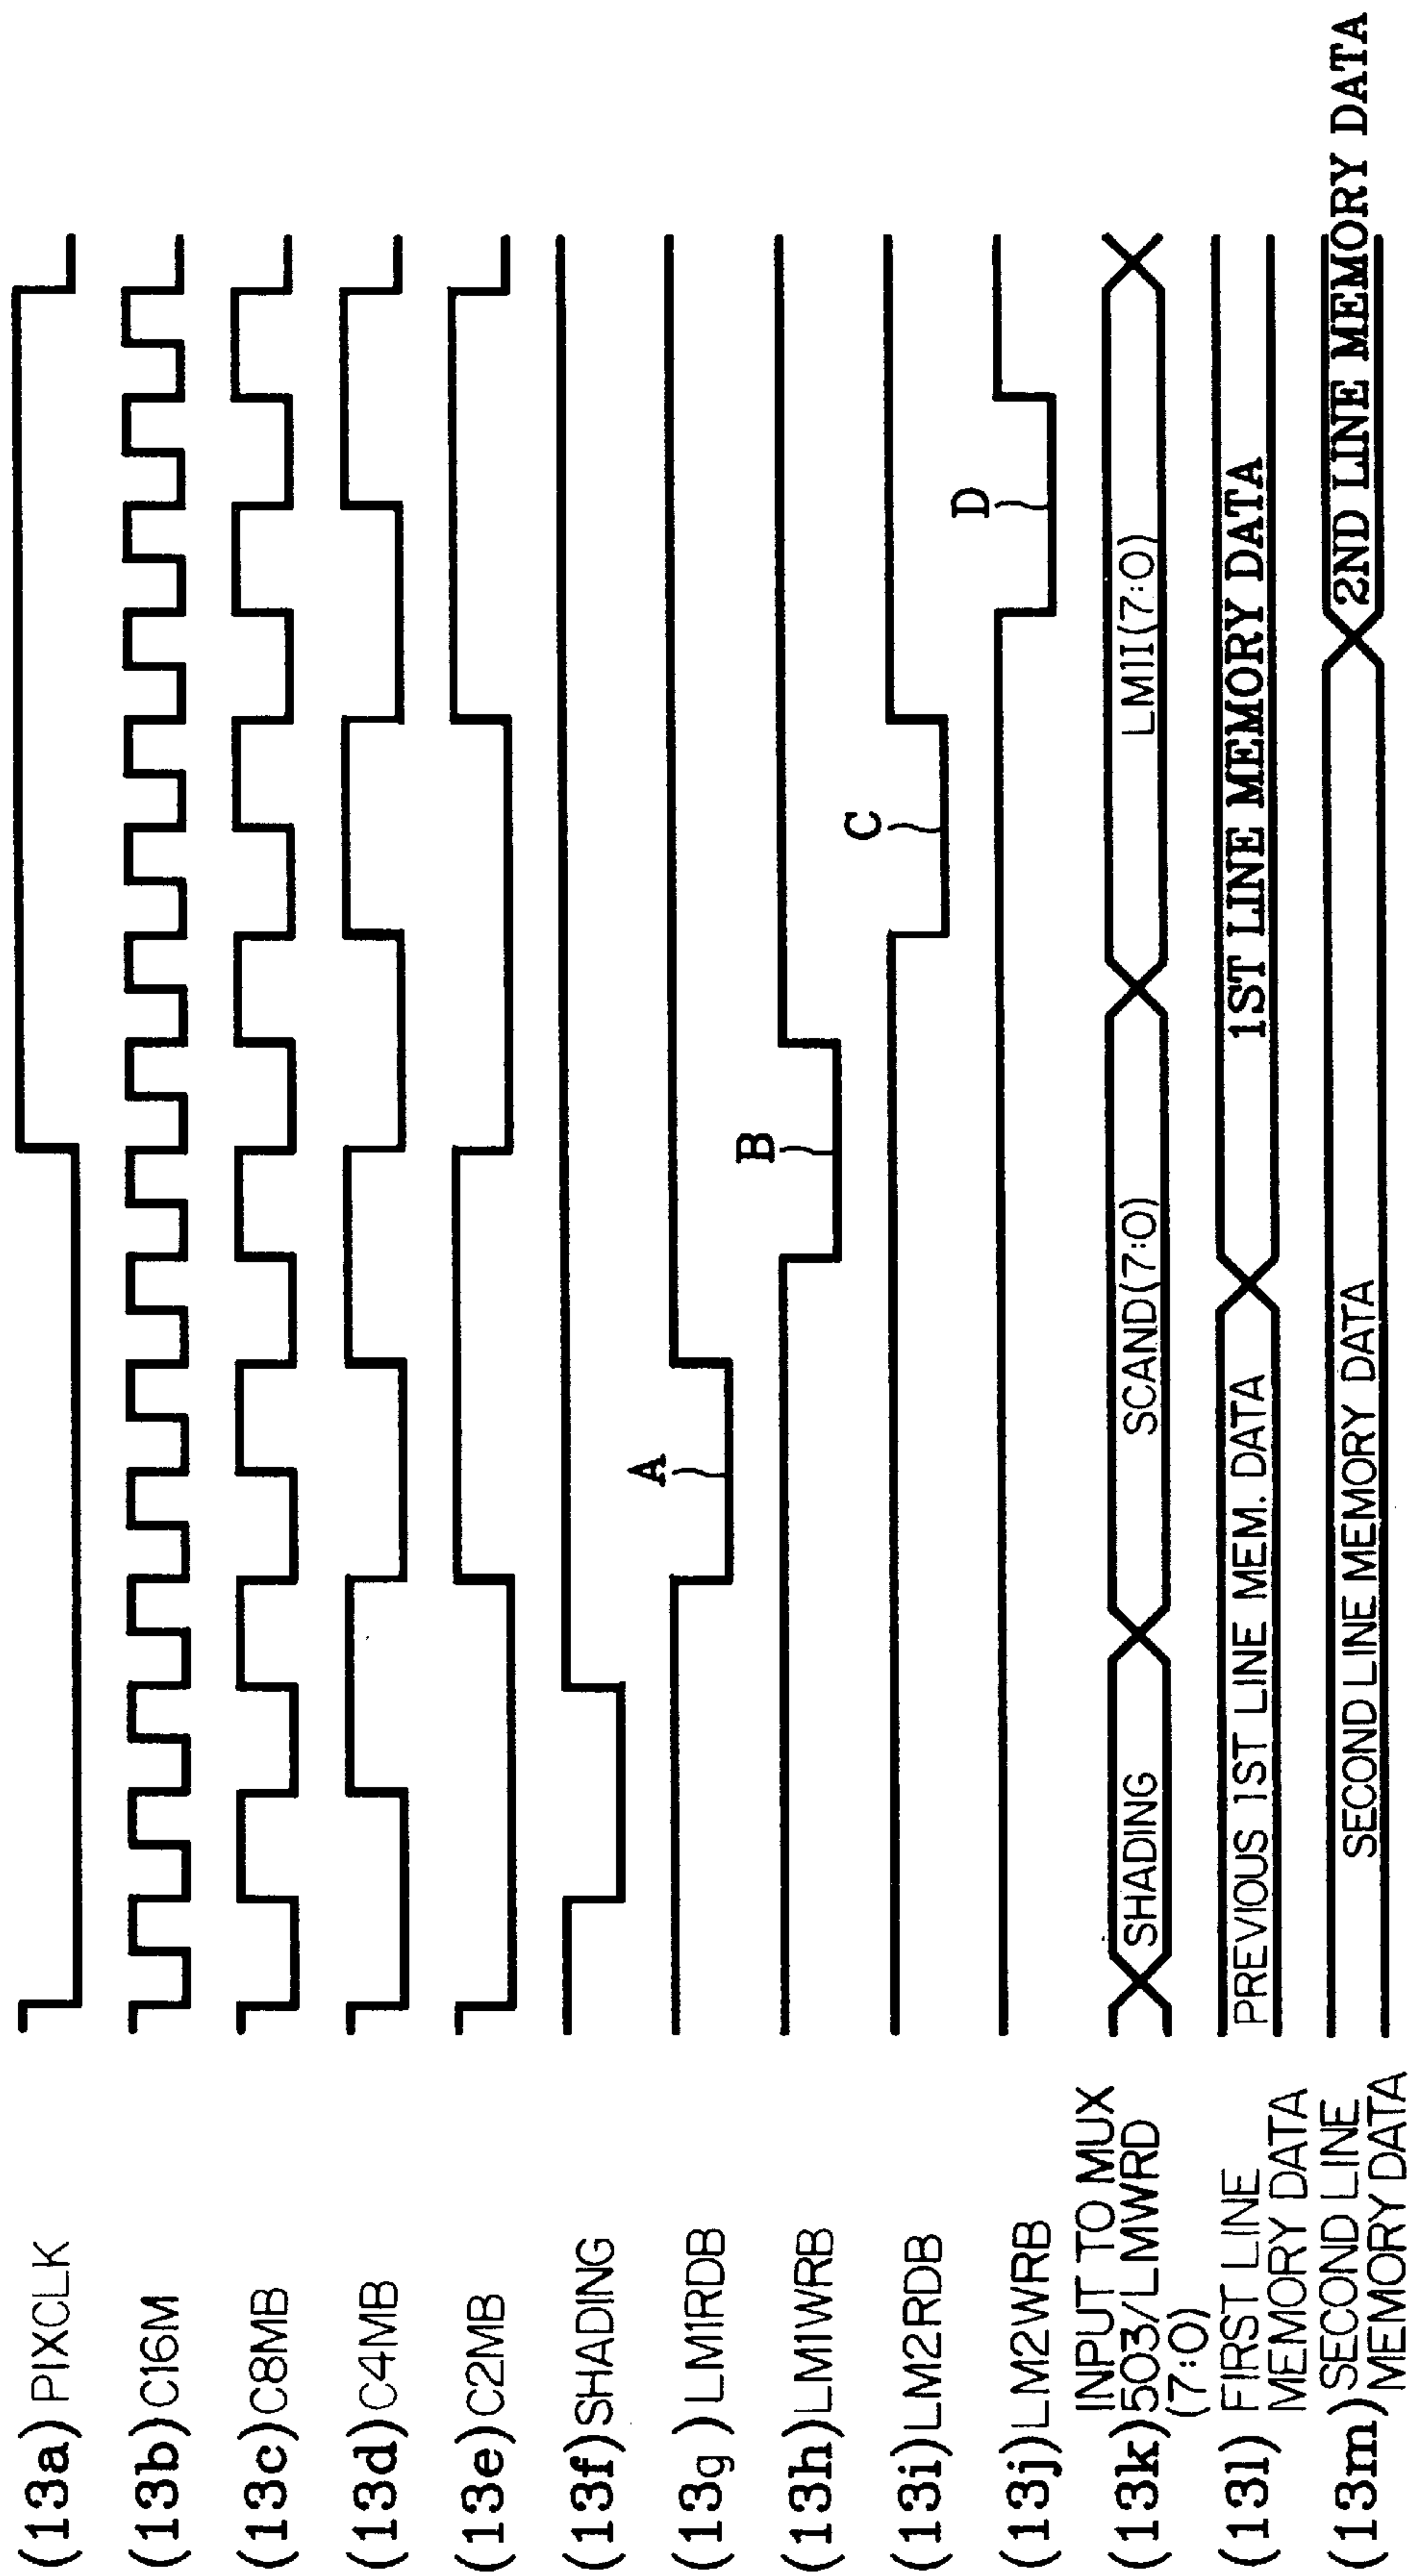 (13a) PIXCLK
(13b) C16M
(13c) C8MB
(13d) C4MB
(13e) C2MB
(13f) SHADING
(13g) LM1RDB
A
(13h) LM1WRB
B
(13i) LM2RDB
C
(13j) LM2WRB
D
INPUT TO MUX
(13k) 503/LMWRD
(7:0)
SHADING
SCAND(7:0)
LM1I(7:0)
(13l) FIRST LINE
MEMORY DATA
PREVIOUS 1ST LINE MEM. DATA
1ST LINE MEMORY DATA
(13m) SECOND LINE
MEMORY DATA
SECOND LINE MEMORY DATA
2ND LINE MEMORY DATA